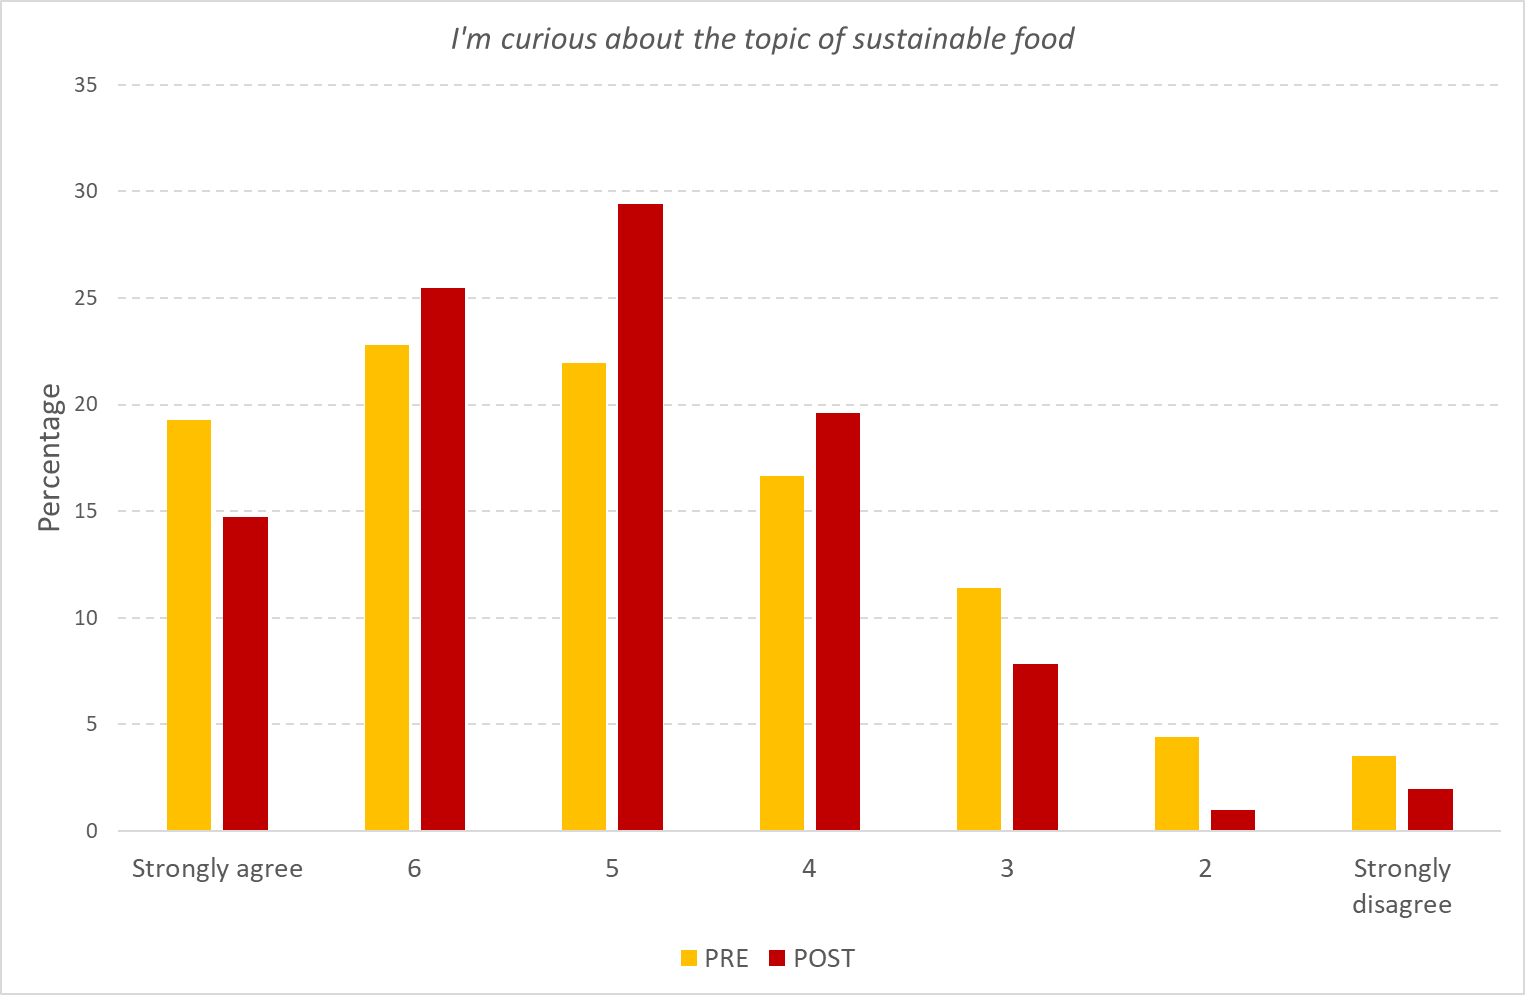 I'm curious about the topic of sustainable food
35
30
25
20
15
10
5
0
Percentage
Strongly agree 6 5 4 3 2 Strongly
disagree
PRE POST